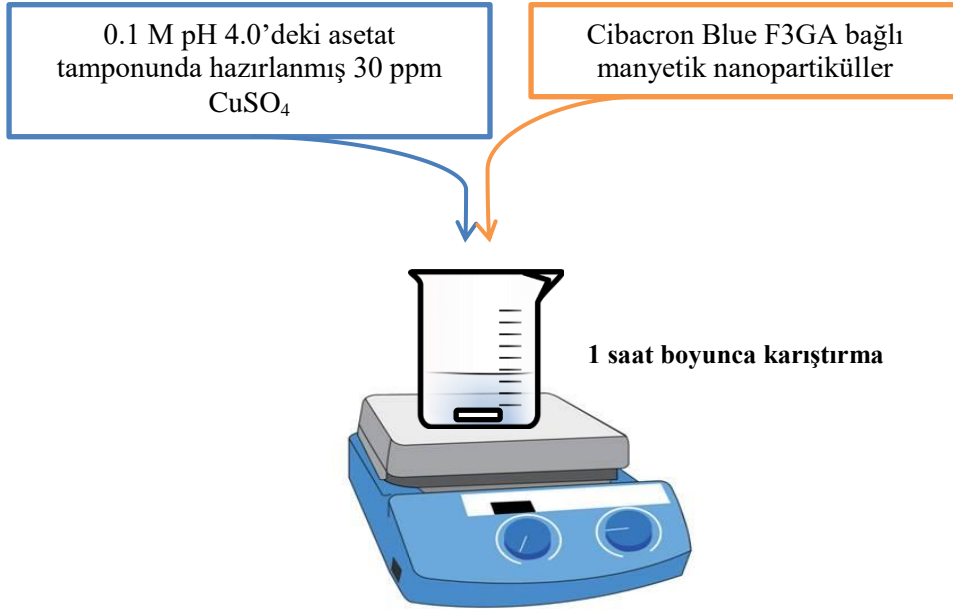 0.1 M pH 4.0’deki asetat
tamponunda hazırlanmış 30 ppm
CuSO₄
Cibacron Blue F3GA bağlı
manyetik nanopartiküller
1 saat boyunca karıştırma